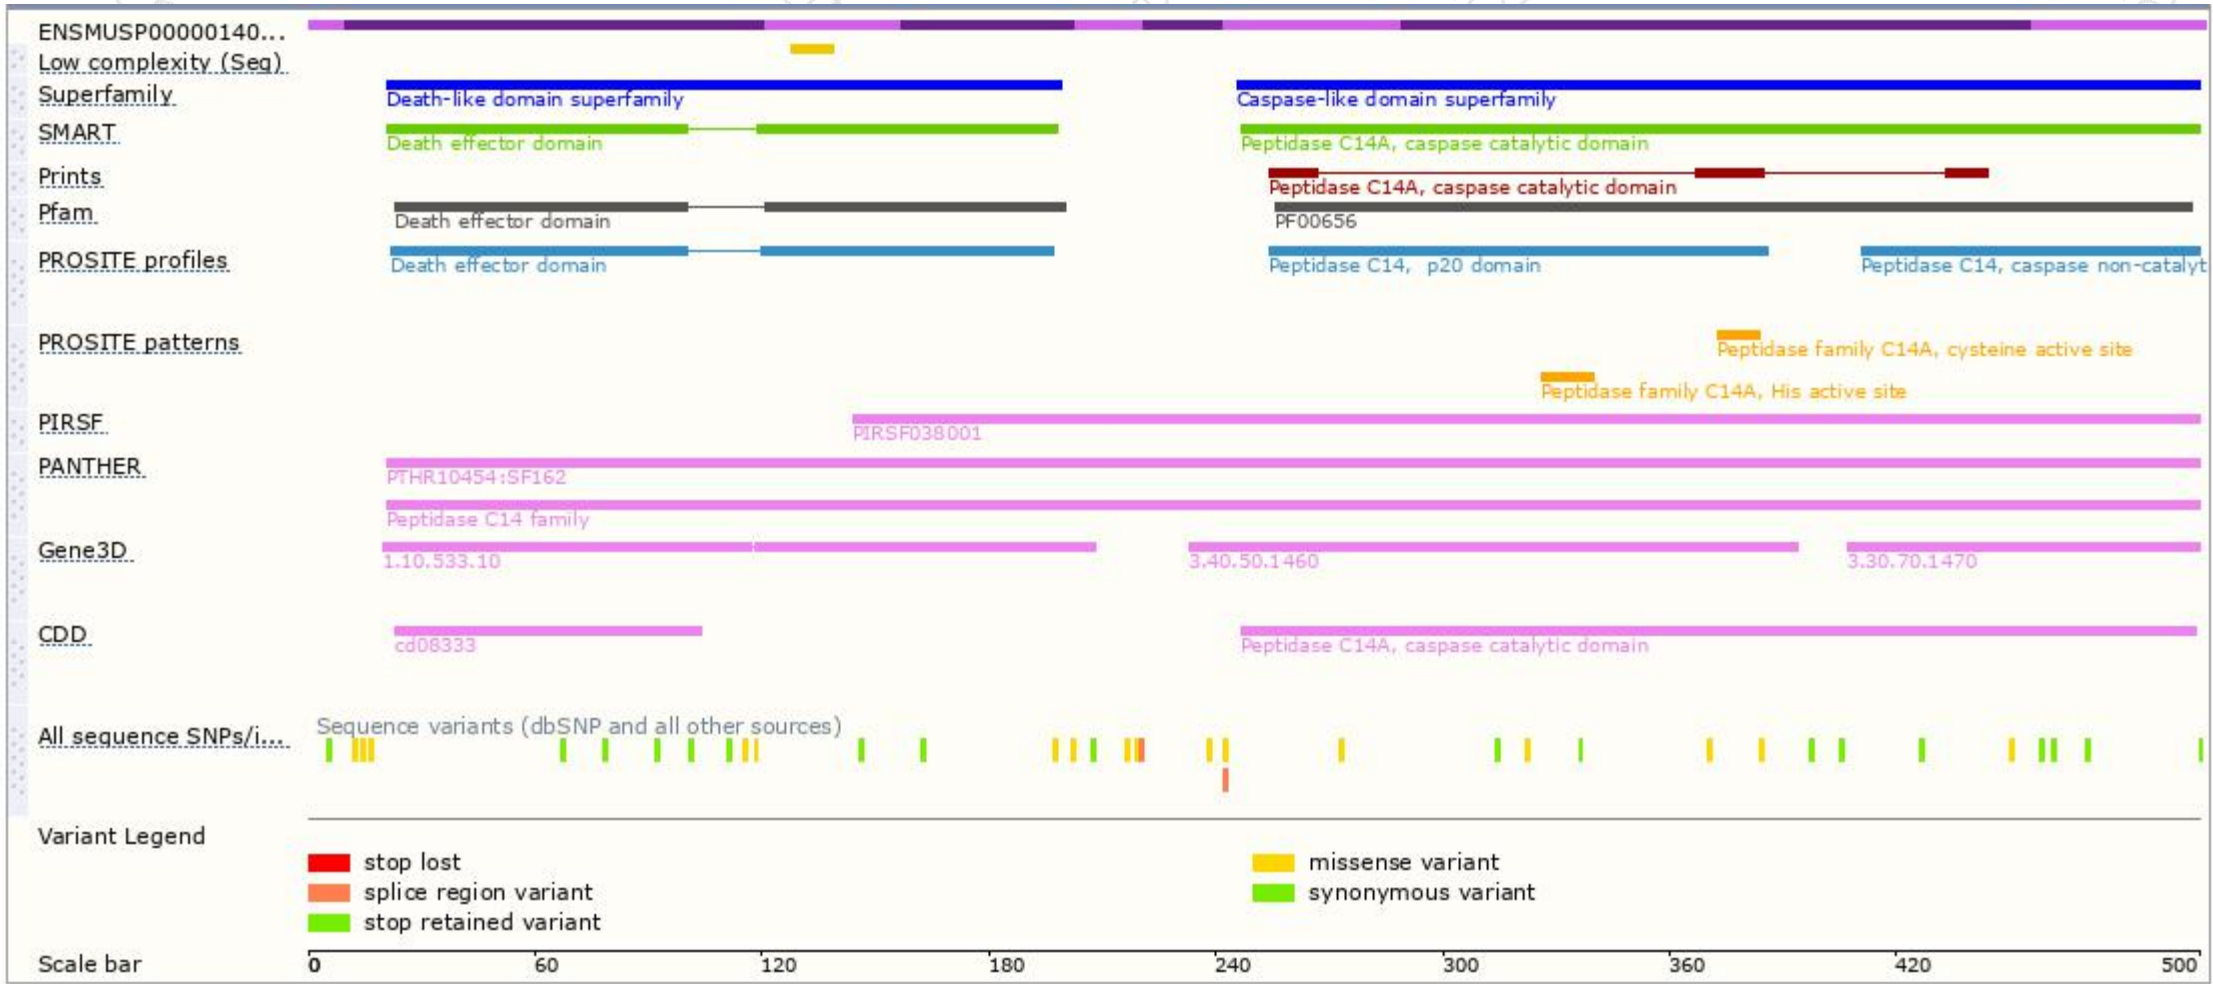 ENSMUSP00000140...
Low complexity (Seg)
Superfamily
Death-like domain superfamily
Caspase-like domain superfamily
SMART
Death effector domain
Peptidase C14A, caspase catalytic domain
Prints
Peptidase C14A, caspase catalytic domain
Pfam
Death effector domain
PF00656
PROSITE profiles
Death effector domain
Peptidase C14, p20 domain
Peptidase C14, caspase non-catalyt
PROSITE patterns
Peptidase family C14A, cysteine active site
Peptidase family C14A, His active site
PIRSF
PIRSF038001
PANTHER
PTHR10454:SF162
Peptidase C14 family
Gene3D
1.10.533.10
3.40.50.1460
3.30.70.1470
CDD
cd08333
Peptidase C14A, caspase catalytic domain
Sequence variants (dbSNP and all other sources)
All sequence SNPs/i...
Variant Legend
stop lost
missense variant
splice region variant
synonymous variant
stop retained variant
Scale bar
0 60 120 180 240 300 360 420 500